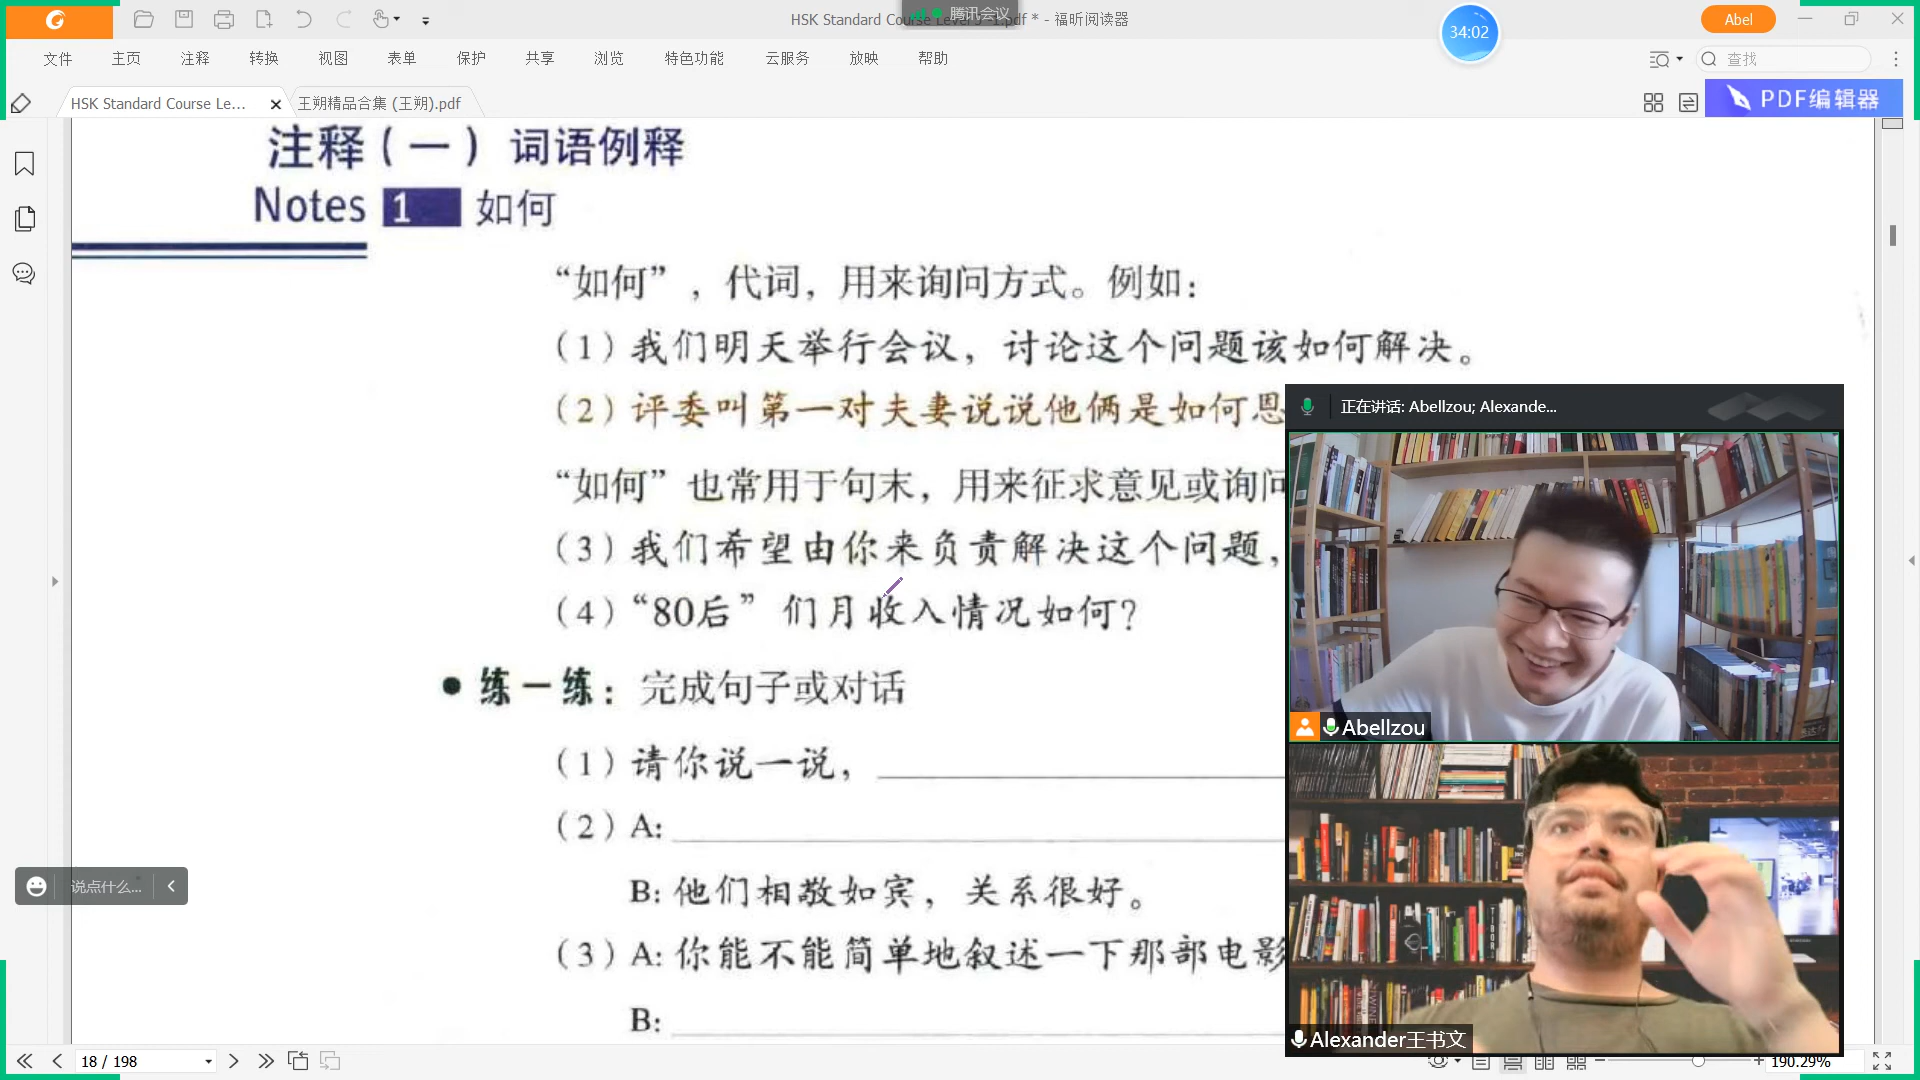 HSK Standard Course Level
.pdf * - 福昕阅读器
腾讯会议
34:02
Abel
文件 主页 注释 转换 视图 表单 保护 共享 浏览 特色功能 云服务 放映 帮助
查找
HSK Standard Course Le...
王朔精品合集 (王朔).pdf
PDF编辑器
注释（一）词语例释
Notes 1 如何
“如何”，代词，用来询问方式。例如：
（1）我们明天举行会议，讨论这个问题该如何解决。
（2）评委叫第一对夫妻说说他俩是如何恩
“如何”也常用于句末，用来征求意见或询问
（3）我们希望由你来负责解决这个问题，
（4）“80后”们月收入情况如何？
● 练一练：完成句子或对话
（1）请你说一说，
（2）A:
B: 他们相敬如宾，关系很好。
（3）A: 你能不能简单地叙述一下那部电影
B:
正在讲话: Abellzou; Alexande...
Abellzou
Alexander王书文
说点什么...
18 / 198
190.29%